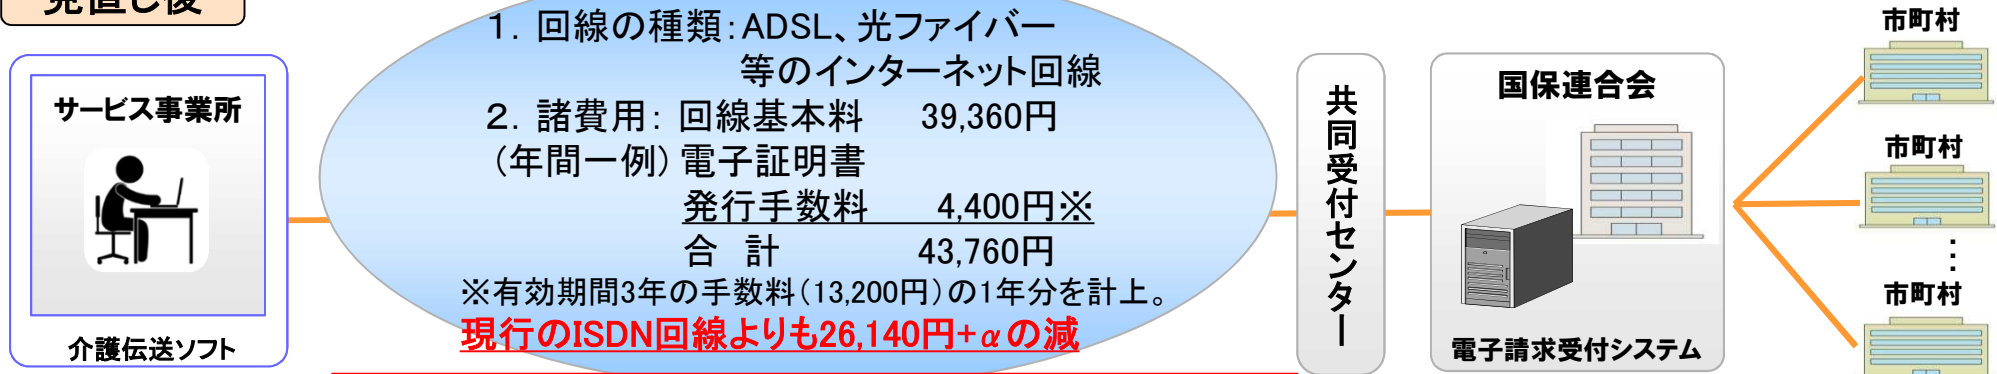 見直し後
サービス事業所
介護伝送ソフト
1．回線の種類：ADSL、光ファイバー
等のインターネット回線
2．諸費用： 回線基本料 39,360円
（年間一例） 電子証明書
発行手数料 4,400円※
合 計 43,760円
※有効期間3年の手数料（13,200円）の1年分を計上。
現行のISDN回線よりも26,140円+αの減
共同受付センター
国保連合会
電子請求受付システム
市町村
市町村
：
市町村